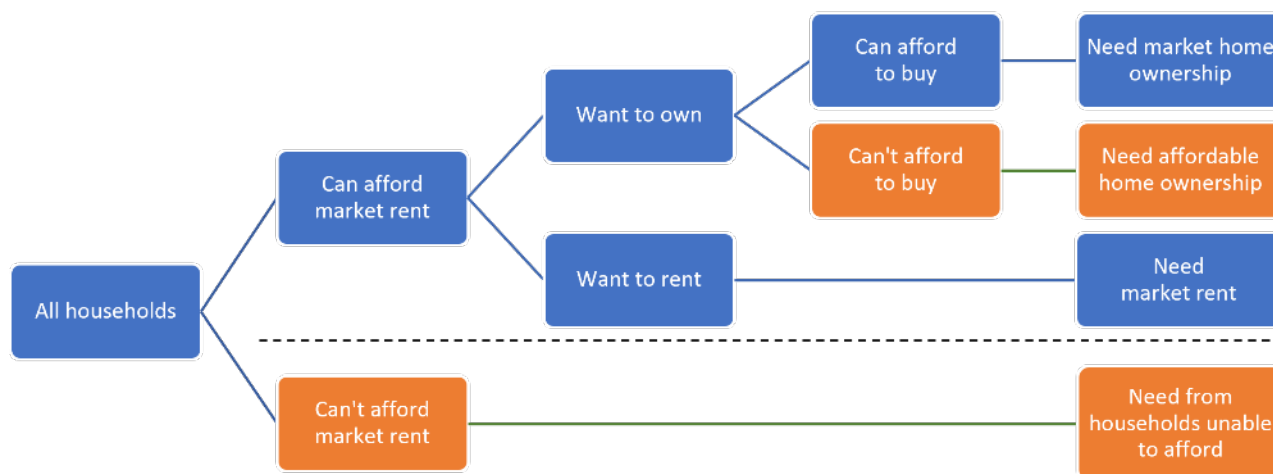 Can afford
to buy
Need market home
ownership
Want to own
Can't afford
to buy
Need affordable
home ownership
Can afford
market rent
Want to rent
Need
market rent
All households
Can't afford
market rent
Need from
households unable
to afford